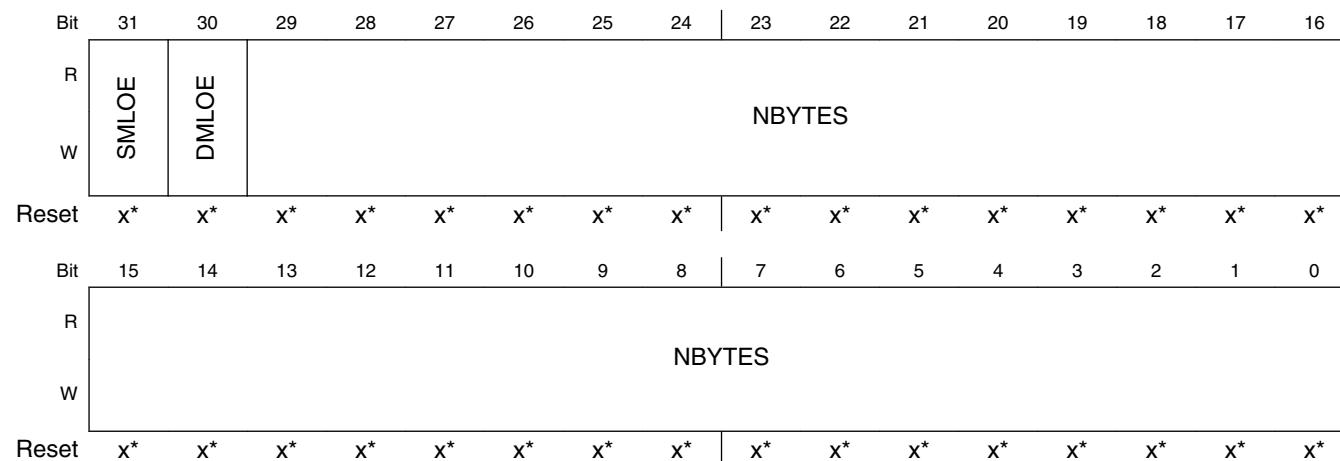 Bit 31 30 29 28 27 26 25 24 23 22 21 20 19 18 17 16
R
SMLOE DMLOE NBYTES
W
Reset x* x* x* x* x* x* x* x* x* x* x* x* x* x* x* x*
Bit 15 14 13 12 11 10 9 8 7 6 5 4 3 2 1 0
R
NBYTES
W
Reset x* x* x* x* x* x* x* x* x* x* x* x* x* x* x* x*